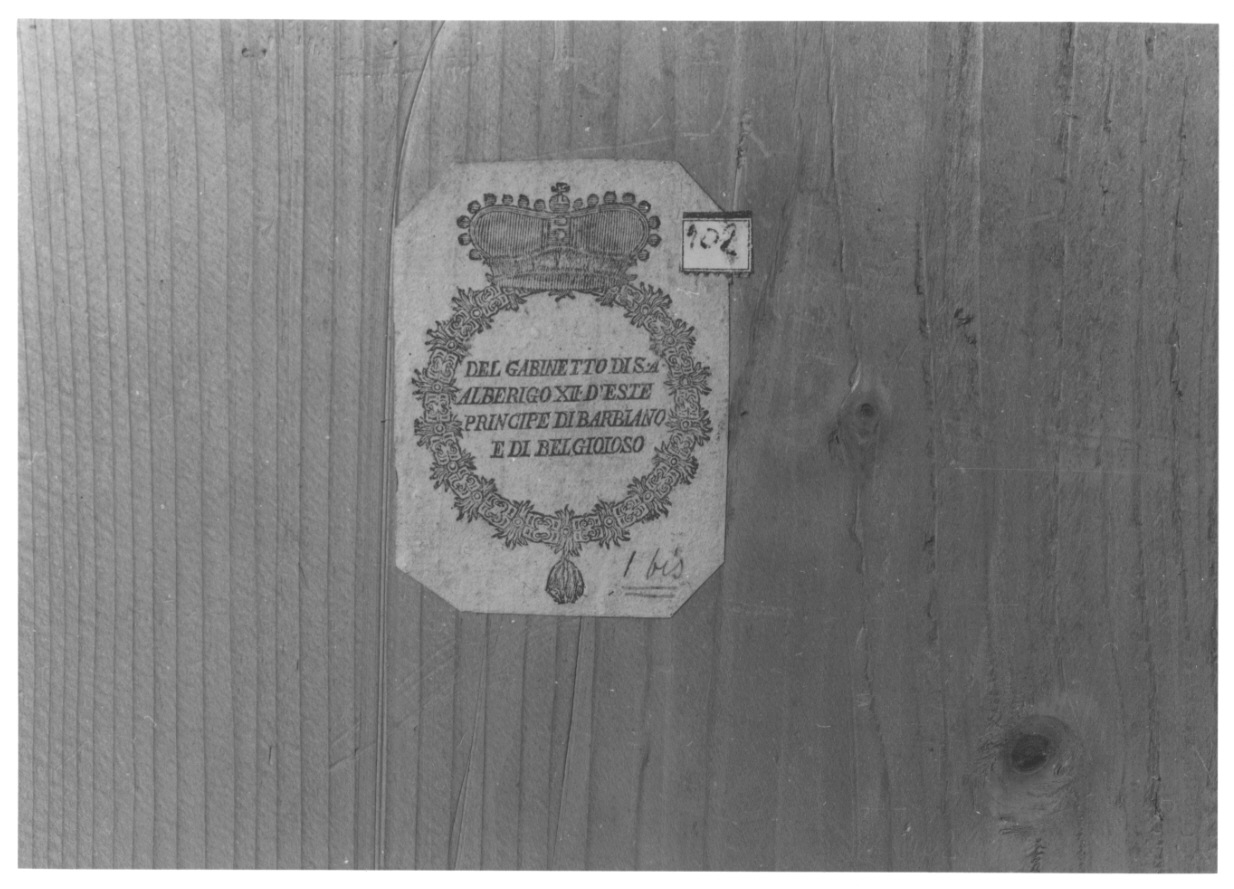 102
DEL GABINETTO DI S:A
ALBERIGO XII D'ESTE
PRINCIPE DI BARBIANO
E DI BELGIOIOSO
1 bis